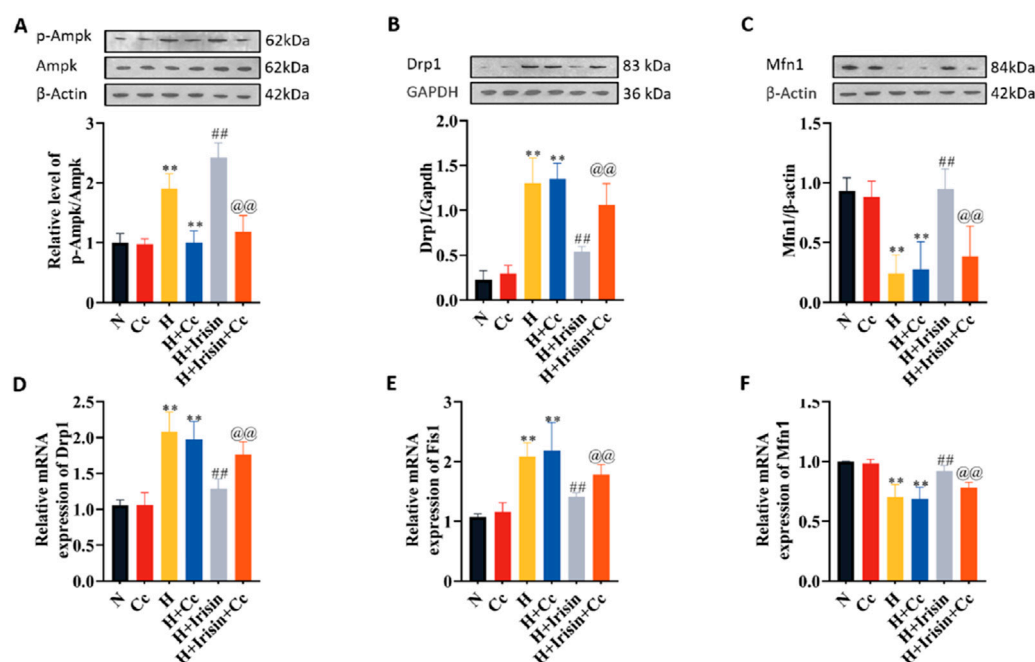 A
p-Ampk
62kDa
Ampk
62kDa
β-Actin
42kDa
Relative level of
p-Ampk/Ampk
3
2
1
0
**
**
##
@@
N
Cc
H
H+Cc
H+Irisin
H+Irisin+Cc
B
Drp1
83 kDa
GAPDH
36 kDa
Drp1/Gapdh
2.0
1.5
1.0
0.5
0.0
**
**
##
@@
N
Cc
H
H+Cc
H+Irisin
H+Irisin+Cc
C
Mfn1
84kDa
β-Actin
42kDa
Mfn1/β-actin
1.5
1.0
0.5
0.0
**
**
##
@@
N
Cc
H
H+Cc
H+Irisin
H+Irisin+Cc
D
Relative mRNA
expression of Drp1
2.5
2.0
1.5
1.0
0.5
0.0
**
**
##
@@
N
Cc
H
H+Cc
H+Irisin
H+Irisin+Cc
E
Relative mRNA
expression of Fis1
3
2
1
0
**
**
##
@@
N
Cc
H
H+Cc
H+Irisin
H+Irisin+Cc
F
Relative mRNA
expression of Mfn1
1.5
1.0
0.5
0.0
**
**
##
@@
N
Cc
H
H+Cc
H+Irisin
H+Irisin+Cc